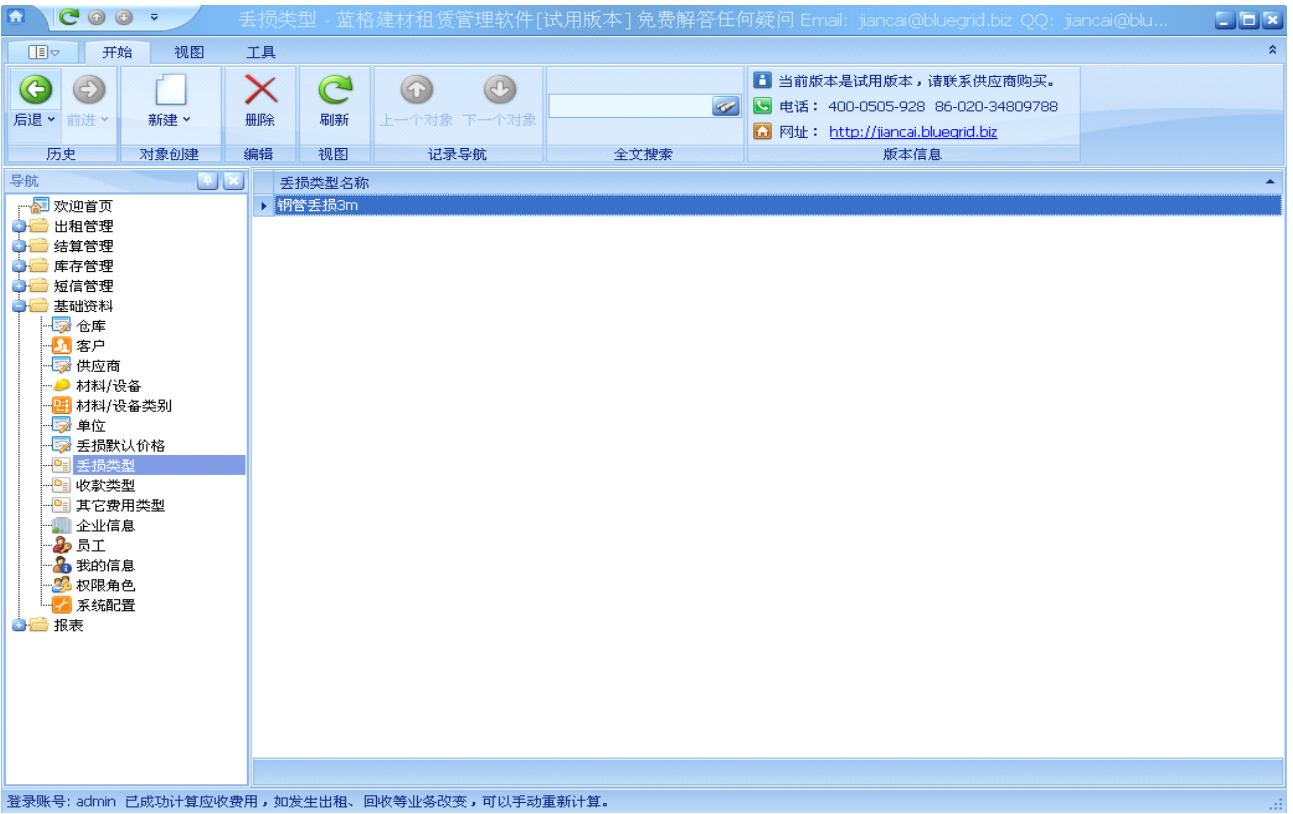 丢损类型 - 蓝格建材租赁管理软件[试用版本] 免费解答任何疑问 Email: jiancai@bluegrid.biz QQ: jiancai@blu...
开始 视图 工具
后退 前进 新建 删除 刷新 上一个对象 下一个对象
当前版本是试用版本，请联系供应商购买。
电话： 400-0505-928 86-020-34809788
网址： http://jiancai.bluegrid.biz
历史 对象创建 编辑 视图 记录导航 全文搜索 版本信息
导航
欢迎首页
出租管理
结算管理
库存管理
短信管理
基础资料
仓库
客户
供应商
材料/设备
材料/设备类别
单位
丢损默认价格
丢损类型
收款类型
其它费用类型
企业信息
员工
我的信息
权限角色
系统配置
报表
丢损类型名称
钢管丢损3m
登录账号: admin 已成功计算应收费用，如发生出租、回收等业务改变，可以手动重新计算。